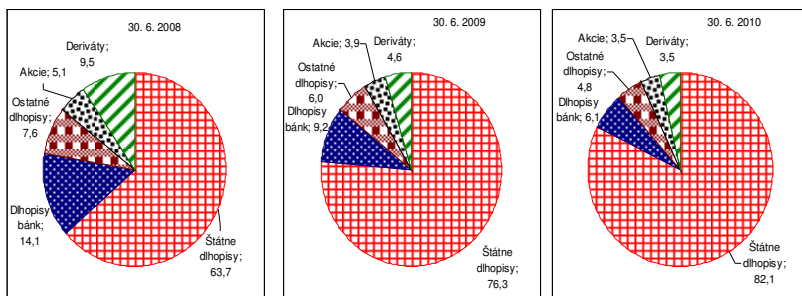 30. 6. 2008
Deriváty;
9,5
Akcie; 5,1
Ostatné
dlhopisy;
7,6
Dlhopisy
bánk;
14,1
Štátne
dlhopisy;
63,7
30. 6. 2009
Akcie; 3,9
Deriváty;
4,6
Ostatné
dlhopisy;
6,0
Dlhopisy
bánk; 9,2
Štátne
dlhopisy;
76,3
30. 6. 2010
Akcie; 3,5
Deriváty;
3,5
Ostatné
dlhopisy;
4,8
Dlhopisy
bánk; 6,1
Štátne
dlhopisy;
82,1